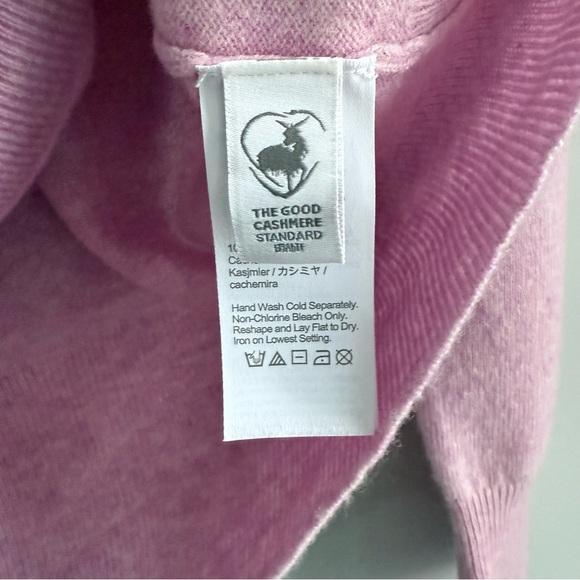 THE GOOD
CASHMERE
STANDARD
10
Kasjmier / カシミヤ /
cachemira
Hand Wash Cold Separately.
Non-Chlorine Bleach Only.
Reshape and Lay Flat to Dry.
Iron on Lowest Setting.